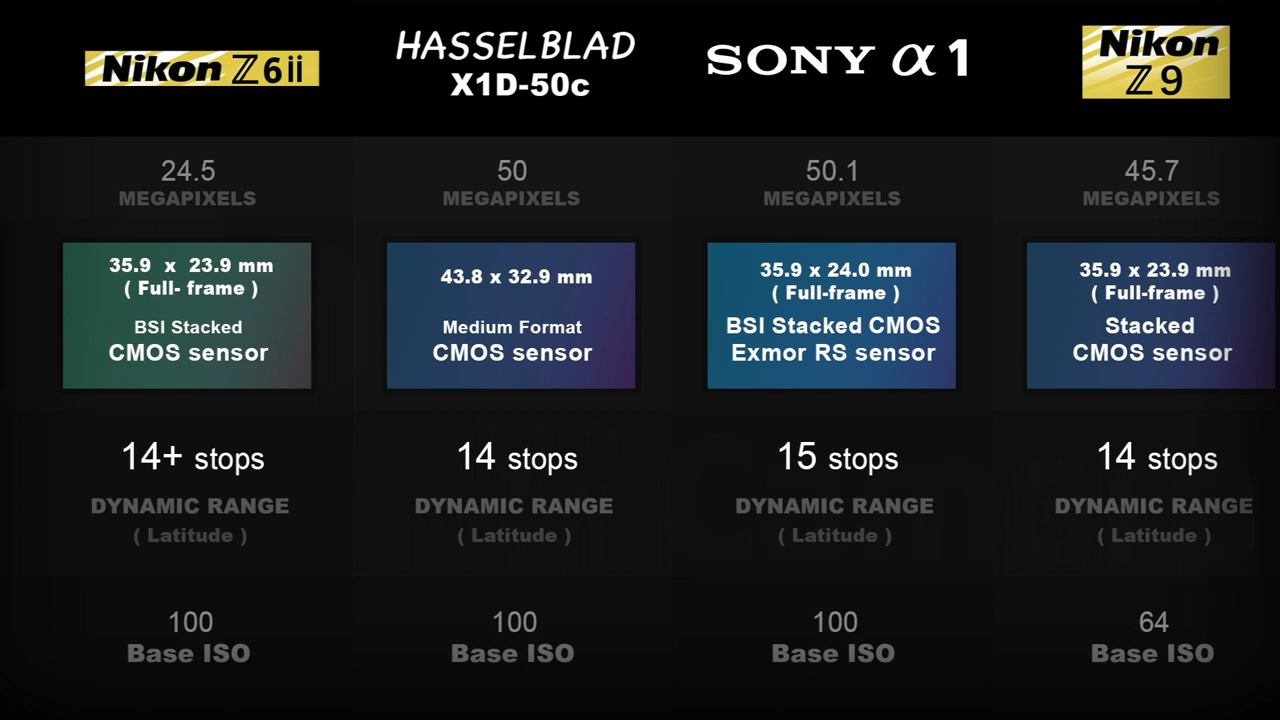 Nikon Z6ii
HASSELBLAD
X1D-50c
SONY α1
Nikon
Z9
24.5
MEGAPIXELS
50
MEGAPIXELS
50.1
MEGAPIXELS
45.7
MEGAPIXELS
35.9 x 23.9 mm
( Full- frame )
BSI Stacked
CMOS sensor
43.8 x 32.9 mm
Medium Format
CMOS sensor
35.9 x 24.0 mm
( Full-frame )
BSI Stacked CMOS
Exmor RS sensor
35.9 x 23.9 mm
( Full-frame )
Stacked
CMOS sensor
14+ stops
DYNAMIC RANGE
( Latitude )
14 stops
DYNAMIC RANGE
( Latitude )
15 stops
DYNAMIC RANGE
( Latitude )
14 stops
DYNAMIC RANGE
( Latitude )
100
Base ISO
100
Base ISO
100
Base ISO
64
Base ISO